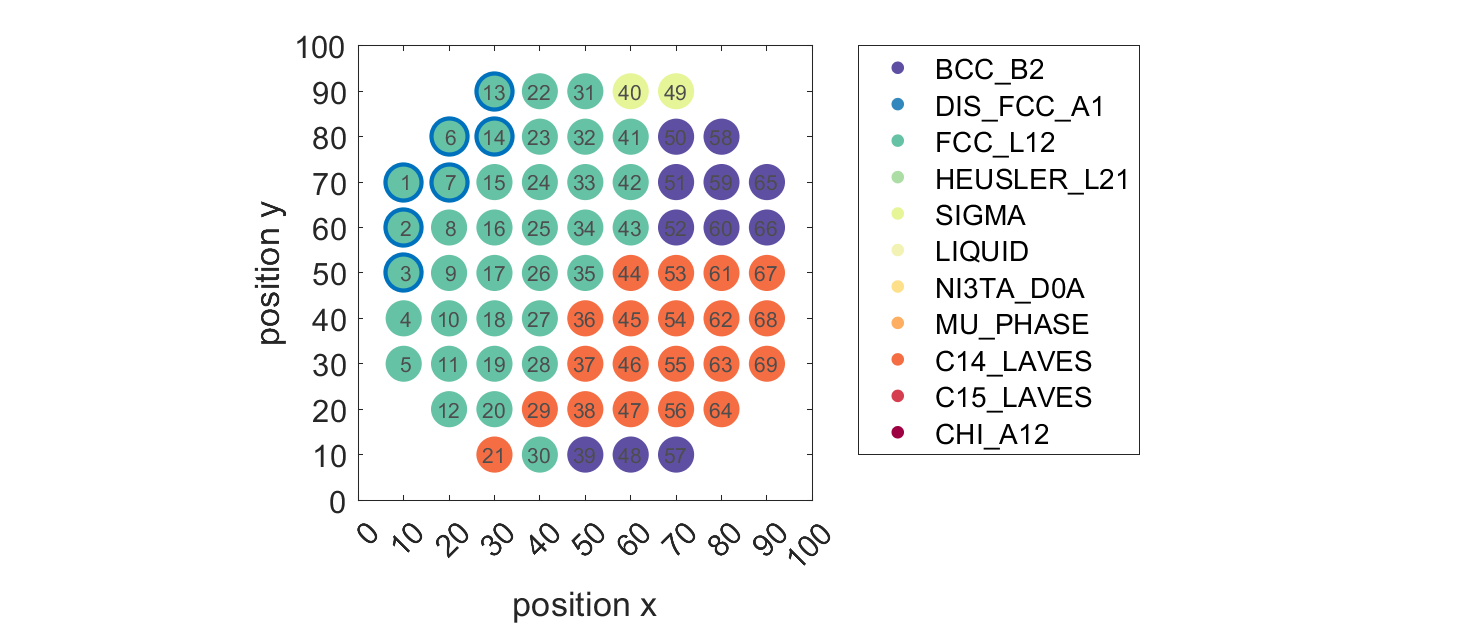 100
90 13 22 31 40 49
80 6 14 23 32 41 50 58
70 1 7 15 24 33 42 51 59 65
60 2 8 16 25 34 43 52 60 66
50 3 9 17 26 35 44 53 61 67
40 4 10 18 27 36 45 54 62 68
30 5 11 19 28 37 46 55 63 69
20 12 20 29 38 47 56 64
10 21 30 39 48 57
0
0 10 20 30 40 50 60 70 80 90 100
position x
position y
BCC_B2
DIS_FCC_A1
FCC_L12
HEUSLER_L21
SIGMA
LIQUID
NI3TA_D0A
MU_PHASE
C14_LAVES
C15_LAVES
CHI_A12